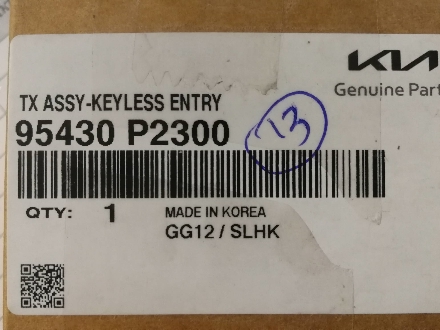 KIA
Genuine Part
TX ASSY-KEYLESS ENTRY
95430 P2300
13
QTY: 1
MADE IN KOREA
GG12 / SLHK